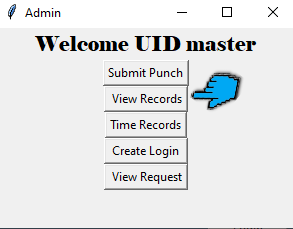 Admin
Welcome UID master
Submit Punch
View Records
Time Records
Create Login
View Request